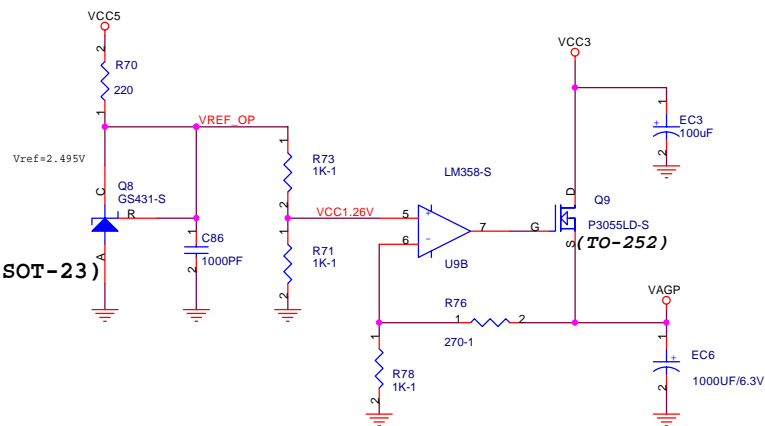 VCC5
2
R70
220
1
VREF_OP
Vref=2.495V
C
Q8
GS431-S
R
A
SOT-23)
1
C86
1000PF
2
1
R73
1K-1
2
VCC1.26V
1
R71
1K-1
2
LM358-S
5
+
6
-
7
U9B
VCC3
1
+
EC3
100uF
2
D
Q9
G
P3055LD-S
S
(TO-252)
R76
1
2
270-1
1
R78
1K-1
2
VAGP
1
+
EC6
1000UF/6.3V
2